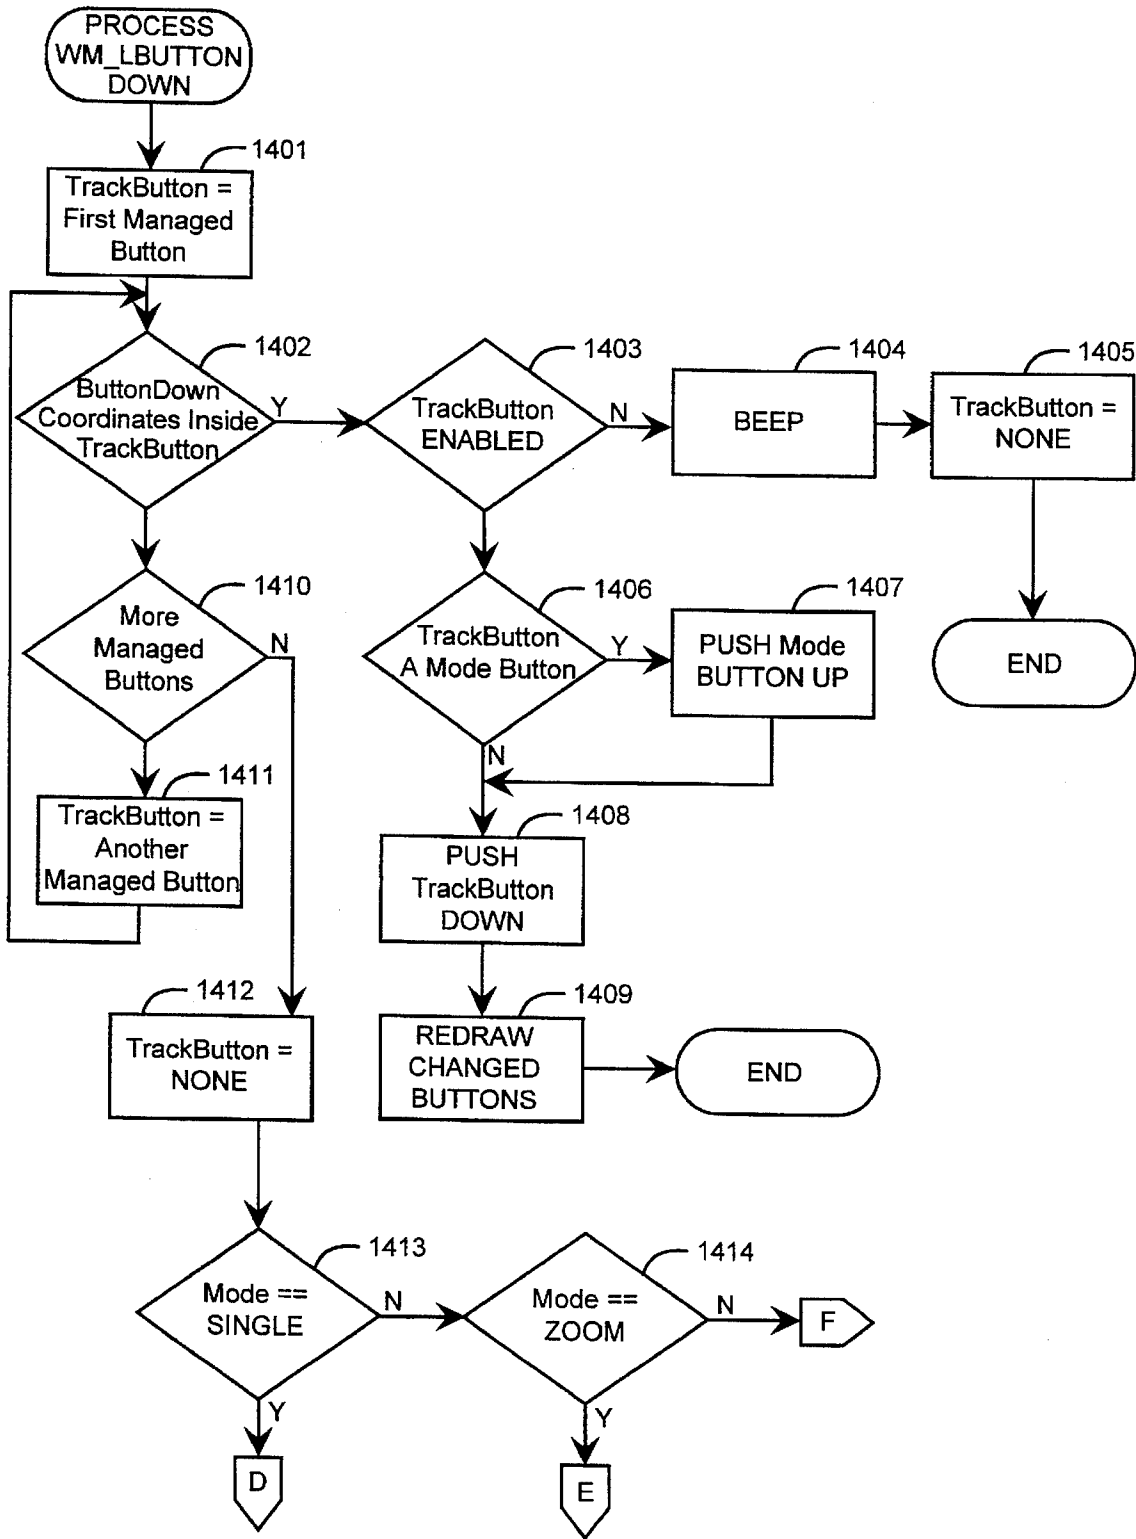 PROCESS
WM_LBUTTON
DOWN
1401
TrackButton =
First Managed
Button
1402
ButtonDown
Coordinates Inside
TrackButton
Y
1403
TrackButton
ENABLED
N
1404
BEEP
1405
TrackButton =
NONE
END
1410
More
Managed
Buttons
N
1406
TrackButton
A Mode Button
Y
N
1407
PUSH Mode
BUTTON UP
1411
TrackButton =
Another
Managed Button
1408
PUSH
TrackButton
DOWN
1412
TrackButton =
NONE
1409
REDRAW
CHANGED
BUTTONS
END
1413
Mode ==
SINGLE
N
Y
D
1414
Mode ==
ZOOM
N
F
Y
E